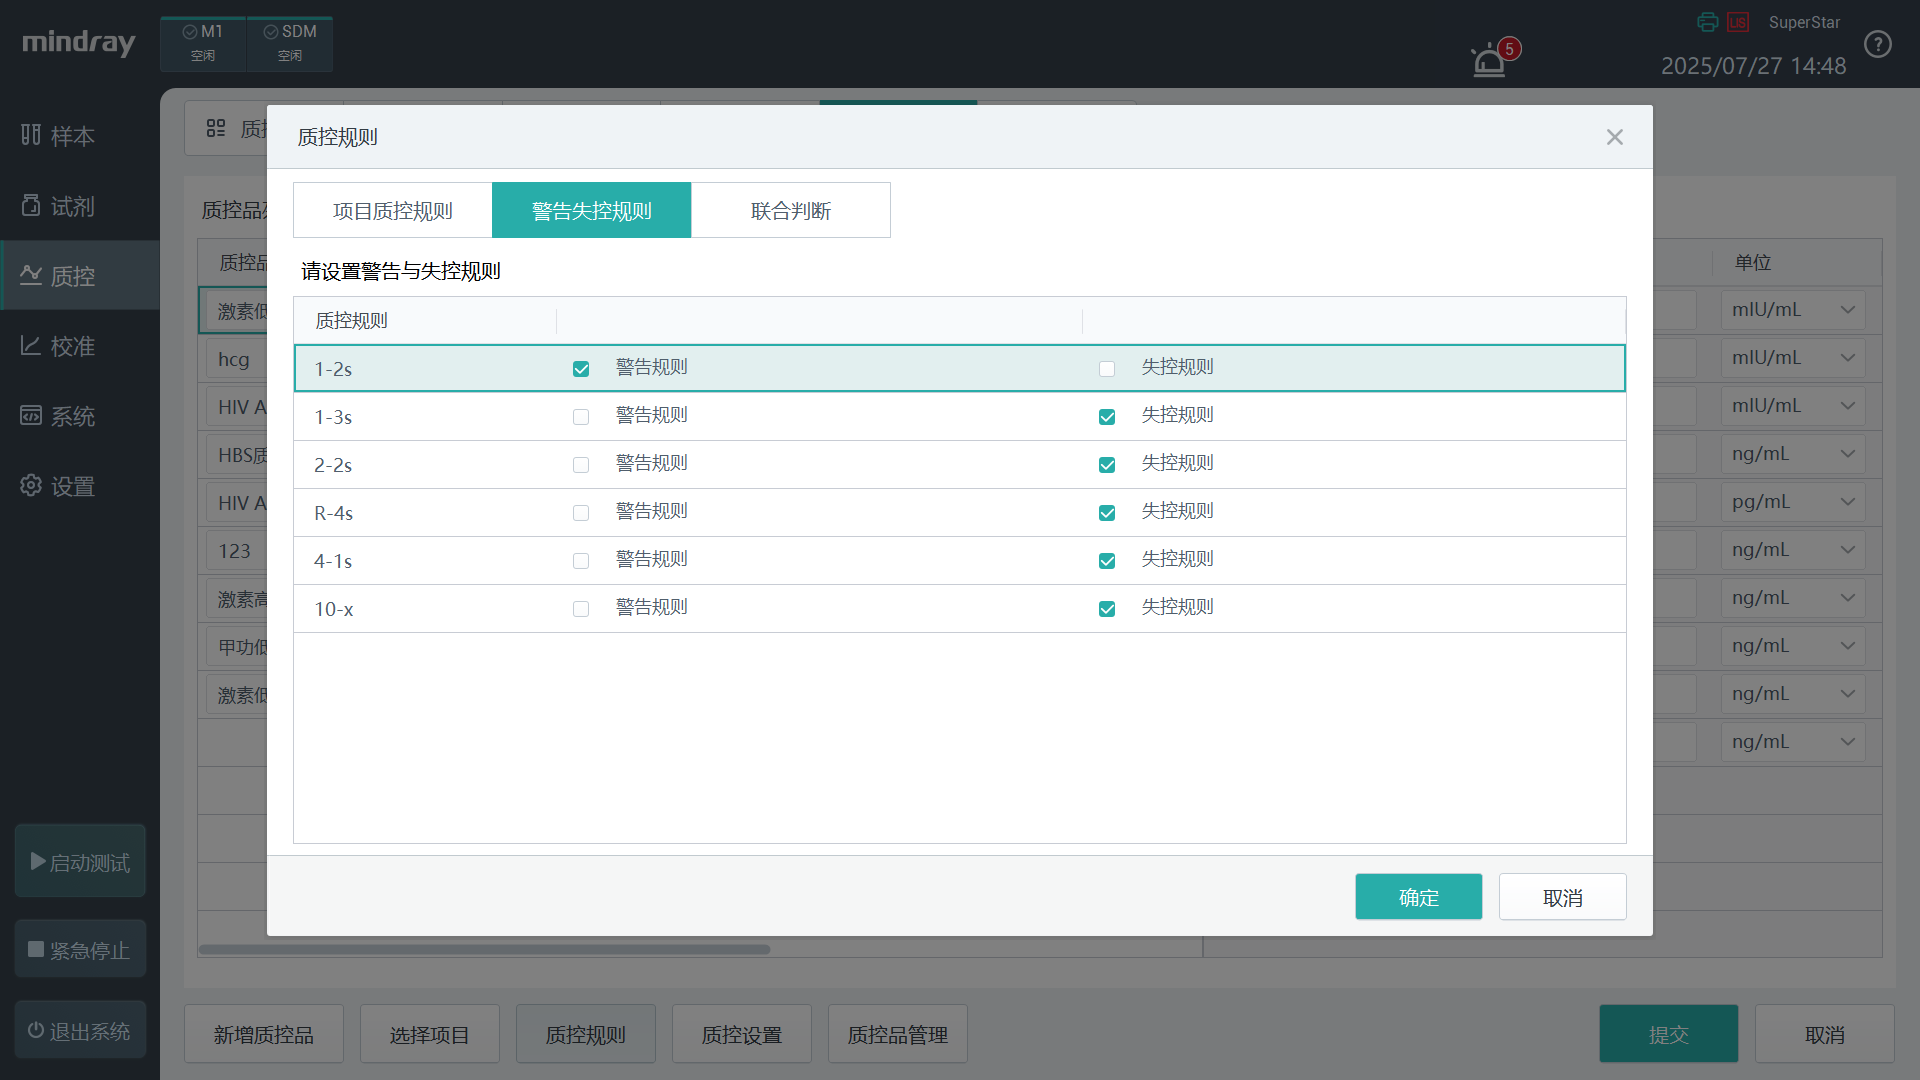 mindray
M1
空闲
SDM
空闲
5
LIS
SuperStar
2025/07/27 14:48
?
样本
试剂
质控
校准
系统
设置
启动测试
紧急停止
退出系统
质控规则
项目质控规则
警告失控规则
联合判断
请设置警告与失控规则
质控规则
1-2s 警告规则 失控规则
1-3s 警告规则 失控规则
2-2s 警告规则 失控规则
R-4s 警告规则 失控规则
4-1s 警告规则 失控规则
10-x 警告规则 失控规则
确定
取消
质控品
激素低
hcg
HIV A
HBS质
HIV A
123
激素高
甲功低
激素低
单位
mIU/mL
mIU/mL
mIU/mL
ng/mL
pg/mL
ng/mL
ng/mL
ng/mL
ng/mL
ng/mL
新增质控品
选择项目
质控规则
质控设置
质控品管理
提交
取消